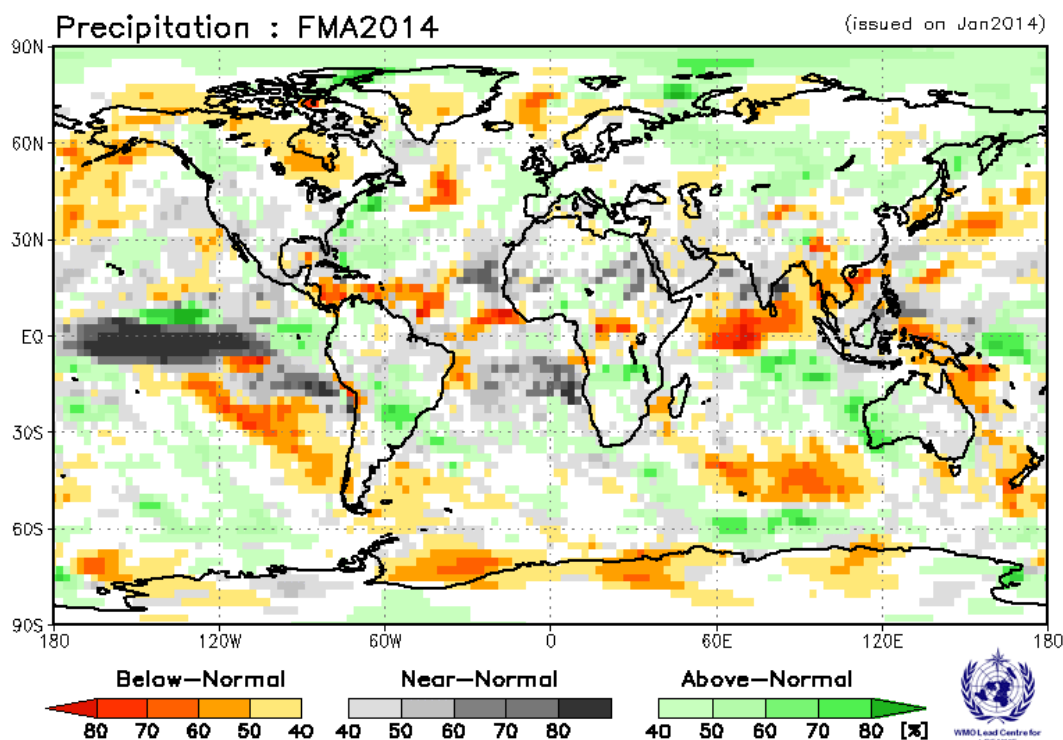 Precipitation : FMA2014
(issued on Jan2014)
90N
60N
30N
EQ
30S
60S
90S
180 120W 60W 0 60E 120E 180
Below-Normal Near-Normal Above-Normal
80 70 60 50 40 40 50 60 70 80 40 50 60 70 80 [%]
WMO Lead Centre for